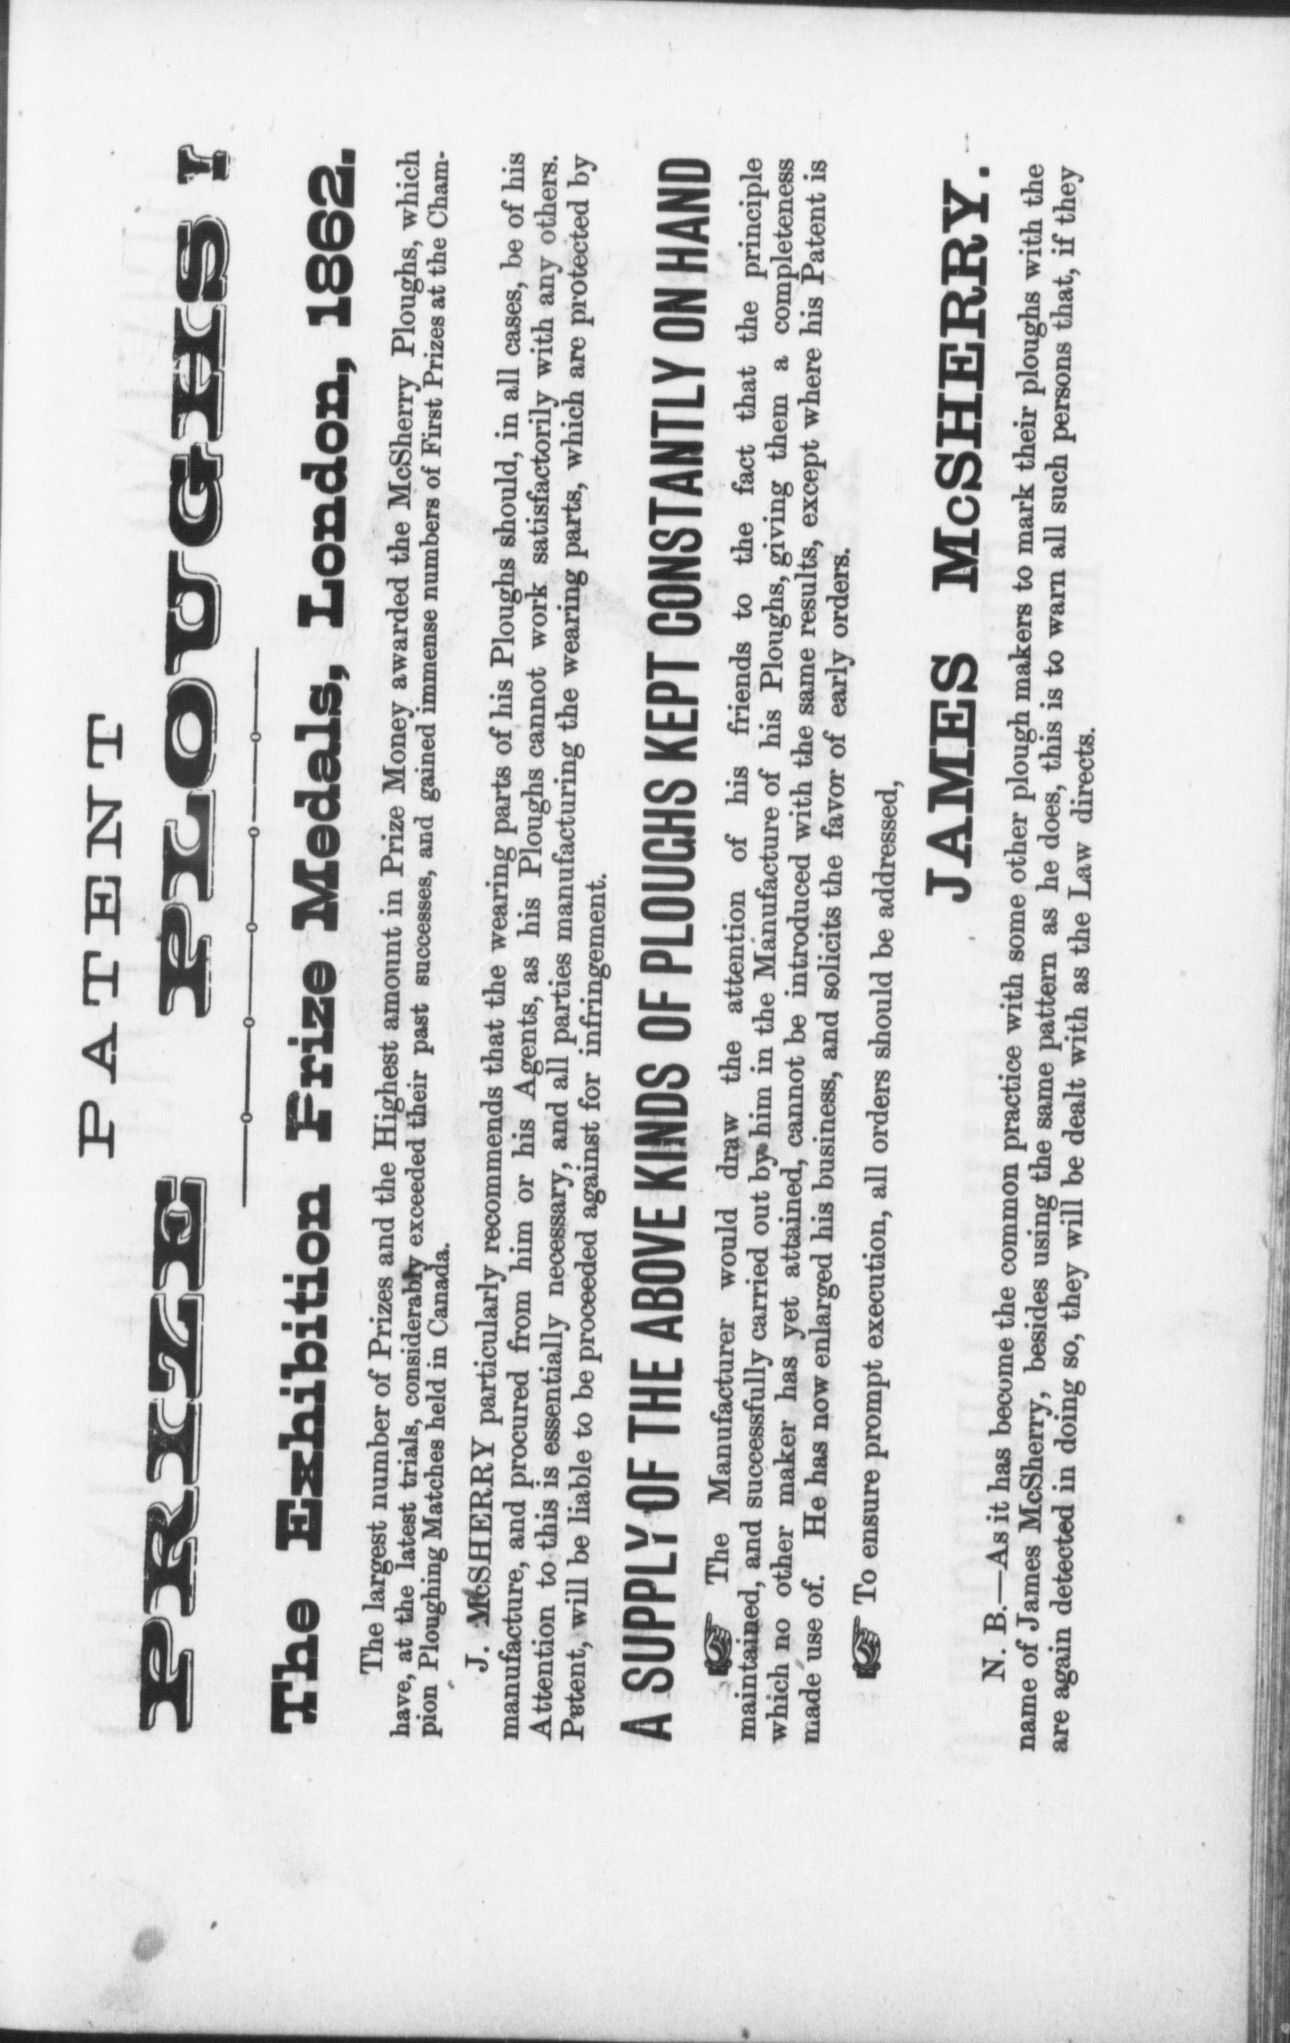 PATENT
PRIZE PLOUGHS
The Exhibition Prize Medals, London, 1862.
The largest number of Prizes and the Highest amount in Prize Money awarded the McSherry Ploughs, which
have, at the latest trials, considerably exceeded their past successes, and gained immense numbers of First Prizes at the Cham-
pion Ploughing Matches held in Canada.
J. McSHERRY particularly recommends that the wearing parts of his Ploughs should, in all cases, be of his
manufacture, and procured from him or his Agents, as his Ploughs cannot work satisfactorily with any others.
Attention to this is essentially necessary, and all parties manufacturing the wearing parts, which are protected by
Patent, will be liable to be proceeded against for infringement.
A SUPPLY OF THE ABOVE KINDS OF PLOUGHS KEPT CONSTANTLY ON HAND
☞ The Manufacturer would draw the attention of his friends to the fact that the principle
maintained, and successfully carried out by him in the Manufacture of his Ploughs, giving them a completeness
which no other maker has yet attained, cannot be introduced with the same results, except where his Patent is
made use of. He has now enlarged his business, and solicits the favor of early orders.
☞ To ensure prompt execution, all orders should be addressed,
JAMES McSHERRY.
N. B.—As it has become the common practice with some other plough makers to mark their ploughs with the
name of James McSherry, besides using the same pattern as he does, this is to warn all such persons that, if they
are again detected in doing so, they will be dealt with as the Law directs.